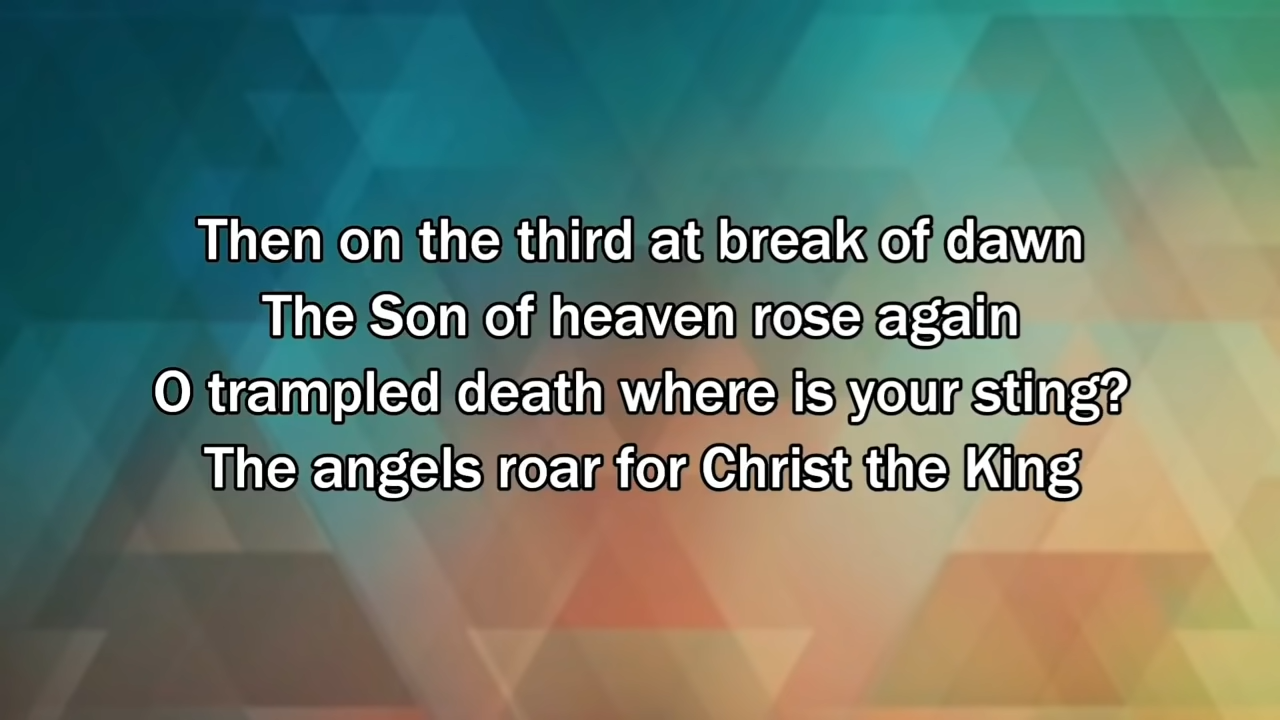 Then on the third at break of dawn
The Son of heaven rose again
O trampled death where is your sting?
The angels roar for Christ the King